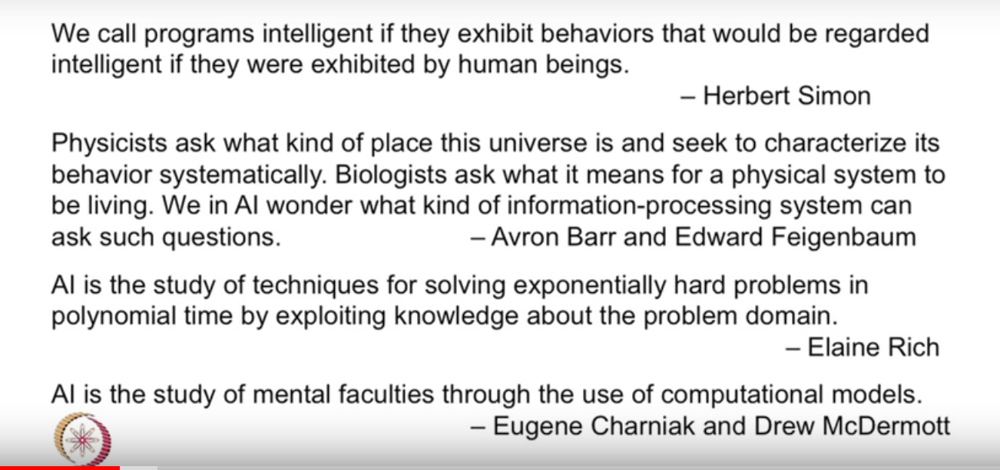 We call programs intelligent if they exhibit behaviors that would be regarded
intelligent if they were exhibited by human beings.
– Herbert Simon
Physicists ask what kind of place this universe is and seek to characterize its
behavior systematically. Biologists ask what it means for a physical system to
be living. We in AI wonder what kind of information-processing system can
ask such questions. – Avron Barr and Edward Feigenbaum
AI is the study of techniques for solving exponentially hard problems in
polynomial time by exploiting knowledge about the problem domain.
– Elaine Rich
AI is the study of mental faculties through the use of computational models.
– Eugene Charniak and Drew McDermott